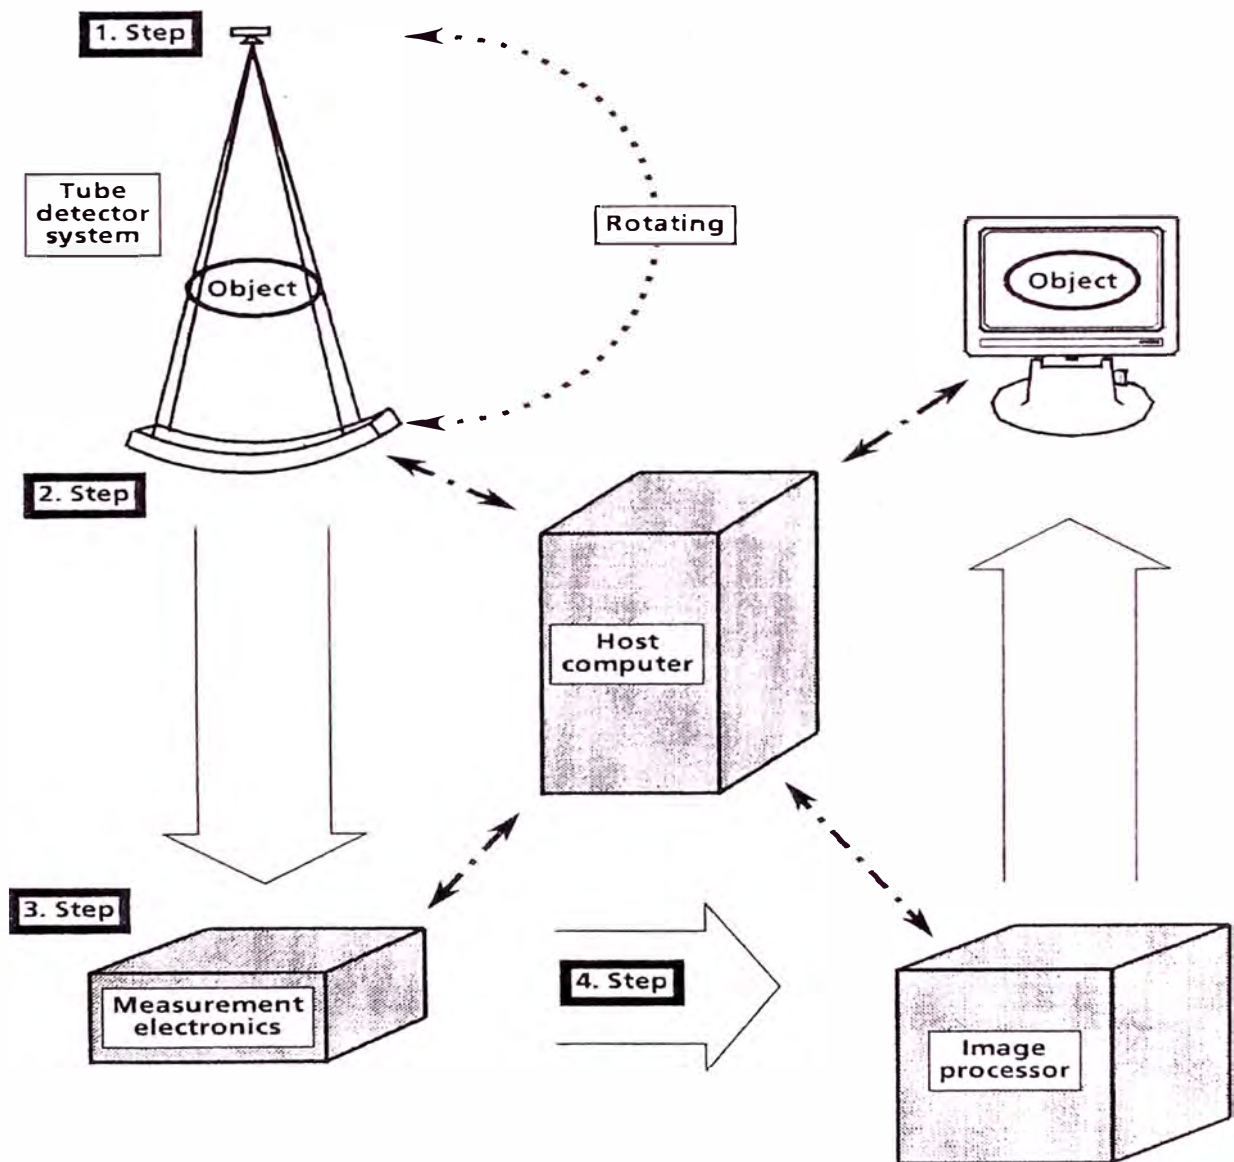 1. Step
Tube
detector
system
Rotating
Object
Object
2. Step
Host
computer
3. Step
Measurement
electronics
4. Step
Image
processor